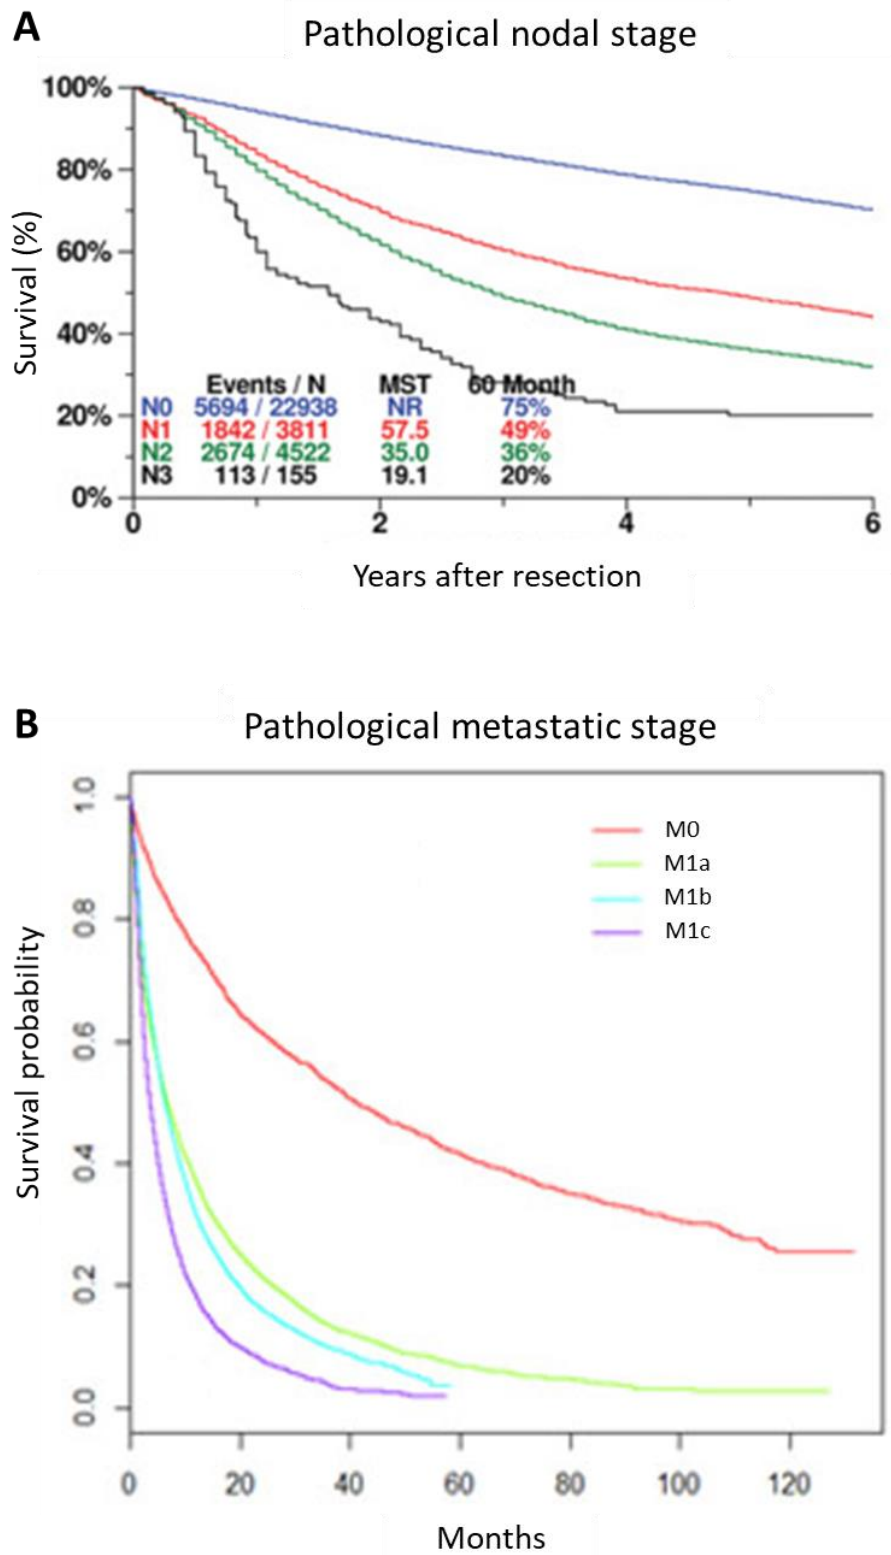 A
Pathological nodal stage
100%
80%
60%
40%
20%
0%
Survival (%)
Events / N MST 60 Month
N0 5694 / 22938 NR 75%
N1 1842 / 3811 57.5 49%
N2 2674 / 4522 35.0 36%
N3 113 / 155 19.1 20%
0 2 4 6
Years after resection
B
Pathological metastatic stage
1.0
0.8
0.6
0.4
0.2
0.0
Survival probability
M0
M1a
M1b
M1c
0 20 40 60 80 100 120
Months